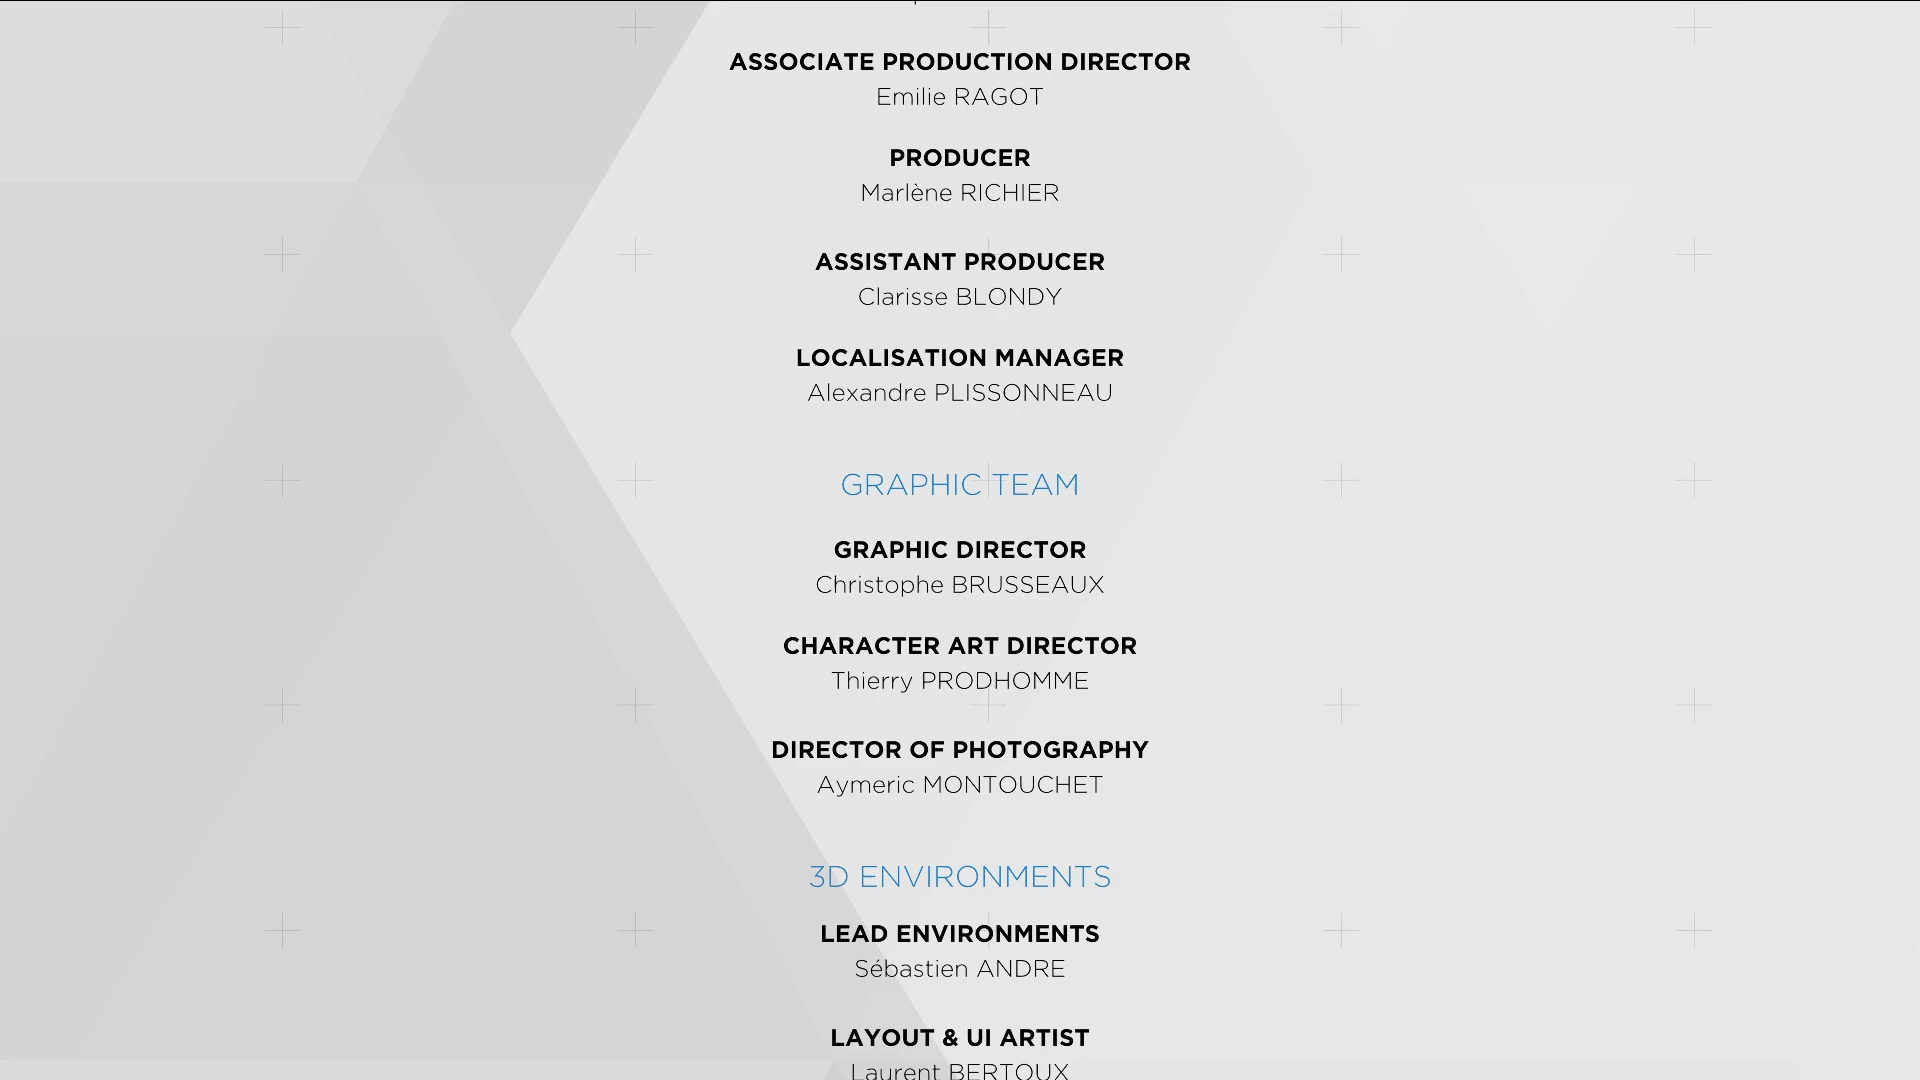 ASSOCIATE PRODUCTION DIRECTOR
Emilie RAGOT
PRODUCER
Marlène RICHIER
ASSISTANT PRODUCER
Clarisse BLONDY
LOCALISATION MANAGER
Alexandre PLISSONNEAU
GRAPHIC TEAM
GRAPHIC DIRECTOR
Christophe BRUSSEAUX
CHARACTER ART DIRECTOR
Thierry PRODHOMME
DIRECTOR OF PHOTOGRAPHY
Aymeric MONTOUCHET
3D ENVIRONMENTS
LEAD ENVIRONMENTS
Sébastien ANDRE
LAYOUT & UI ARTIST
Laurent BERTOUX